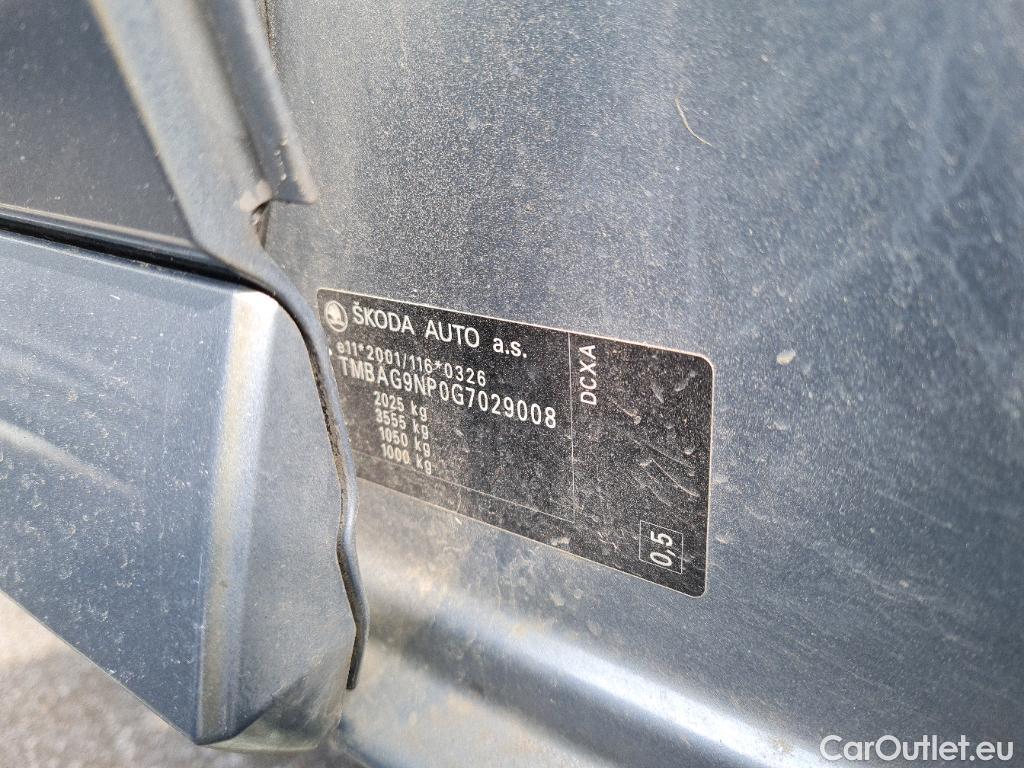 ŠKODA AUTO a.s.
e11*2001/116*0326
TMBAG9NP0G7029008
2025 kg
3555 kg
1050 kg
1000 kg
DCXA
0,5
CarOutlet.eu